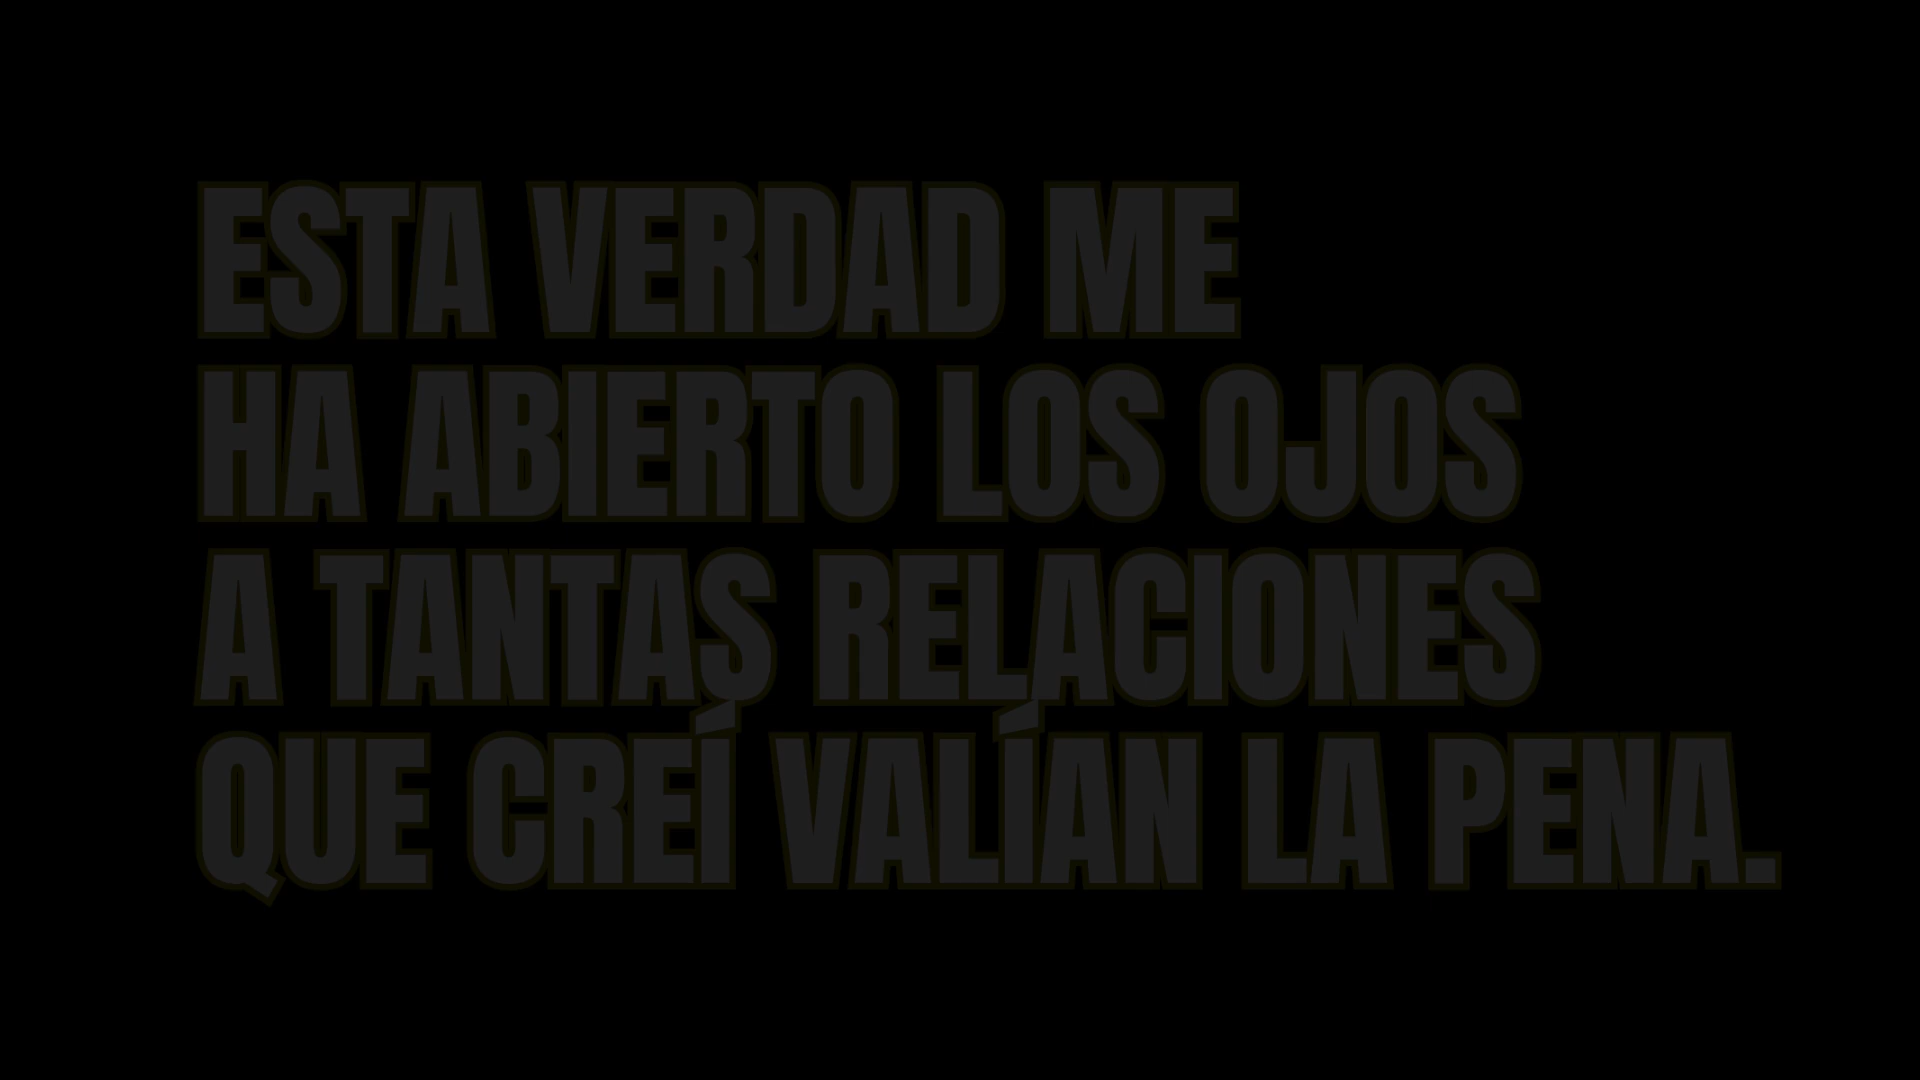 ESTA VERDAD ME
HA ABIERTO LOS OJOS
A TANTAS RELACIONES
QUE CREÍ VALÍAN LA PENA.